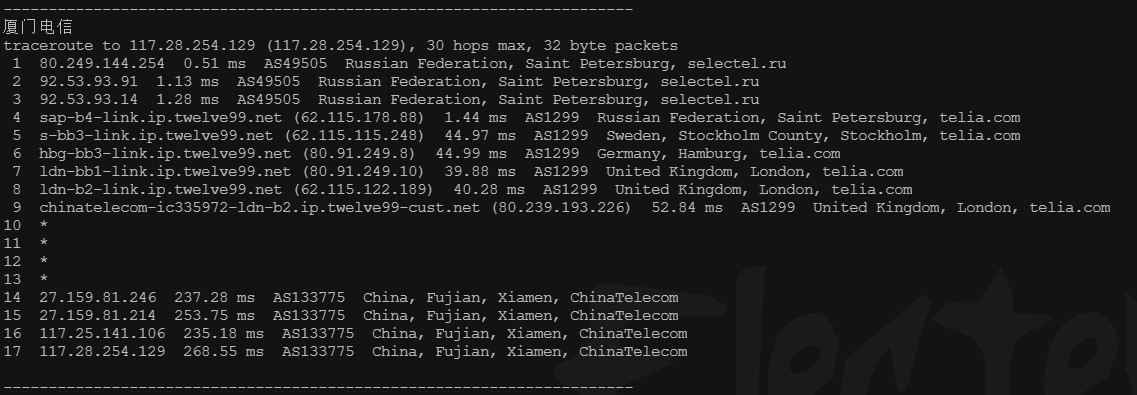 ----------------------------------------------------------------------
厦门电信
traceroute to 117.28.254.129 (117.28.254.129), 30 hops max, 32 byte packets
1 80.249.144.254 0.51 ms AS49505 Russian Federation, Saint Petersburg, selectel.ru
2 92.53.93.91 1.13 ms AS49505 Russian Federation, Saint Petersburg, selectel.ru
3 92.53.93.14 1.28 ms AS49505 Russian Federation, Saint Petersburg, selectel.ru
4 sap-b4-link.ip.twelve99.net (62.115.178.88) 1.44 ms AS1299 Russian Federation, Saint Petersburg, telia.com
5 s-bb3-link.ip.twelve99.net (62.115.115.248) 44.97 ms AS1299 Sweden, Stockholm County, Stockholm, telia.com
6 hbg-bb3-link.ip.twelve99.net (80.91.249.8) 44.99 ms AS1299 Germany, Hamburg, telia.com
7 ldn-bb1-link.ip.twelve99.net (80.91.249.10) 39.88 ms AS1299 United Kingdom, London, telia.com
8 ldn-b2-link.ip.twelve99.net (62.115.122.189) 40.28 ms AS1299 United Kingdom, London, telia.com
9 chinatelecom-ic335972-ldn-b2.ip.twelve99-cust.net (80.239.193.226) 52.84 ms AS1299 United Kingdom, London, telia.com
10 *
11 *
12 *
13 *
14 27.159.81.246 237.28 ms AS133775 China, Fujian, Xiamen, ChinaTelecom
15 27.159.81.214 253.75 ms AS133775 China, Fujian, Xiamen, ChinaTelecom
16 117.25.141.106 235.18 ms AS133775 China, Fujian, Xiamen, ChinaTelecom
17 117.28.254.129 268.55 ms AS133775 China, Fujian, Xiamen, ChinaTelecom
----------------------------------------------------------------------